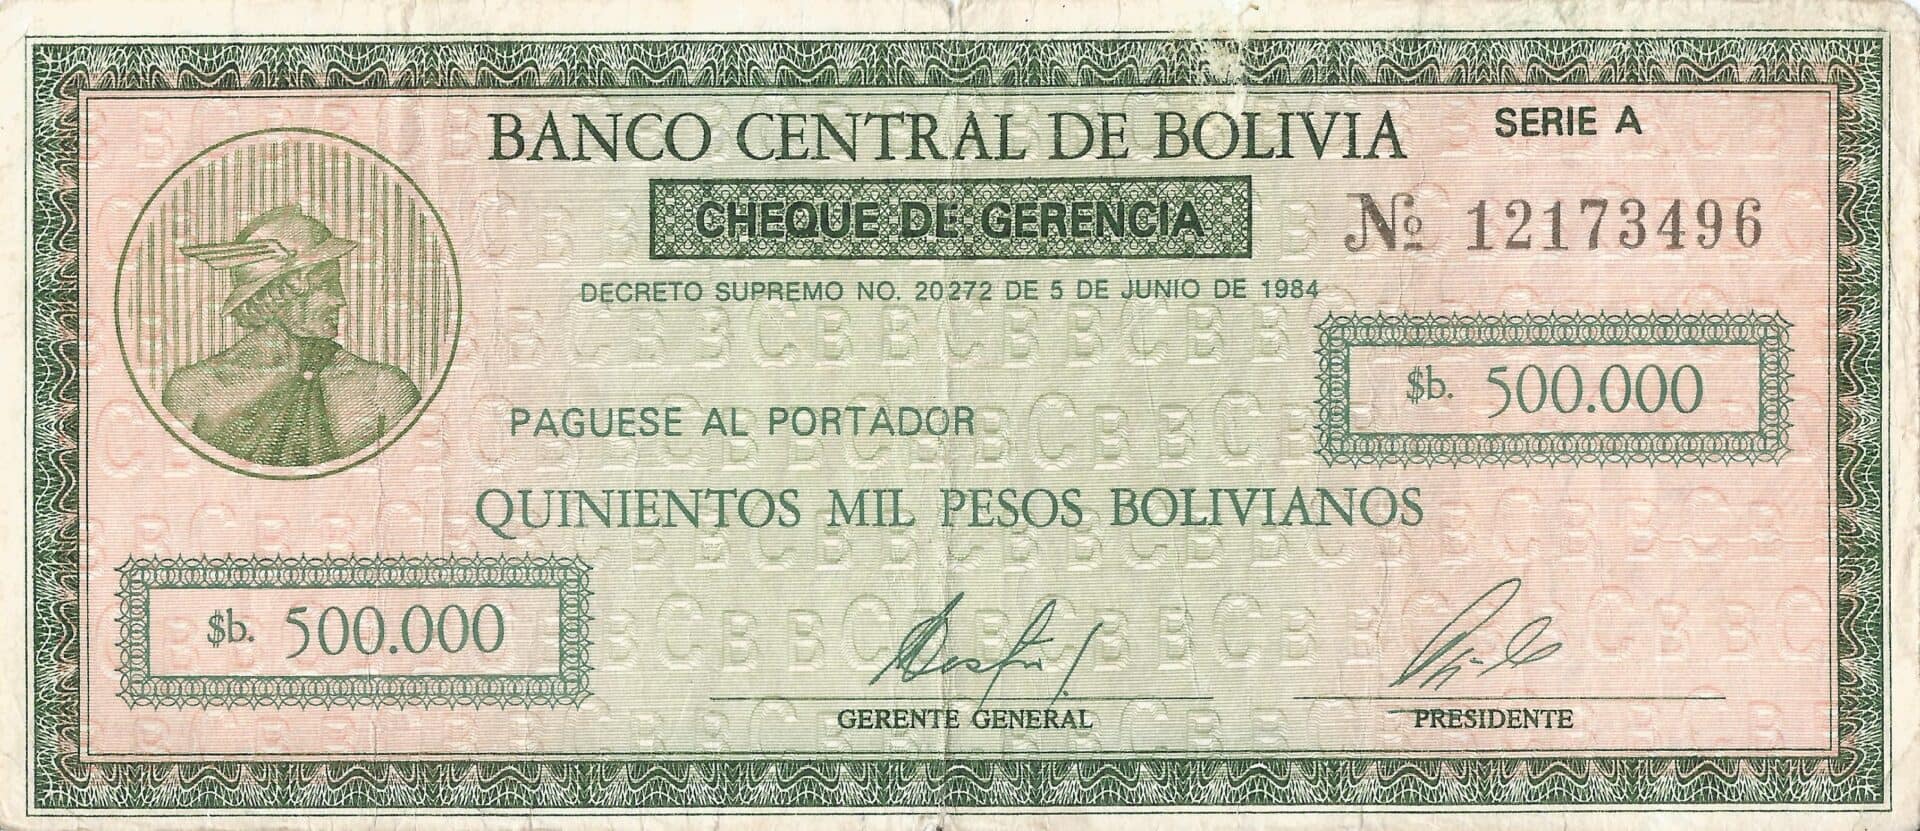 BANCO CENTRAL DE BOLIVIA
SERIE A
CHEQUE DE GERENCIA
№ 12173496
DECRETO SUPREMO NO. 20272 DE 5 DE JUNIO DE 1984
$b. 500.000
PAGUESE AL PORTADOR
QUINIENTOS MIL PESOS BOLIVIANOS
$b. 500.000
GERENTE GENERAL
PRESIDENTE